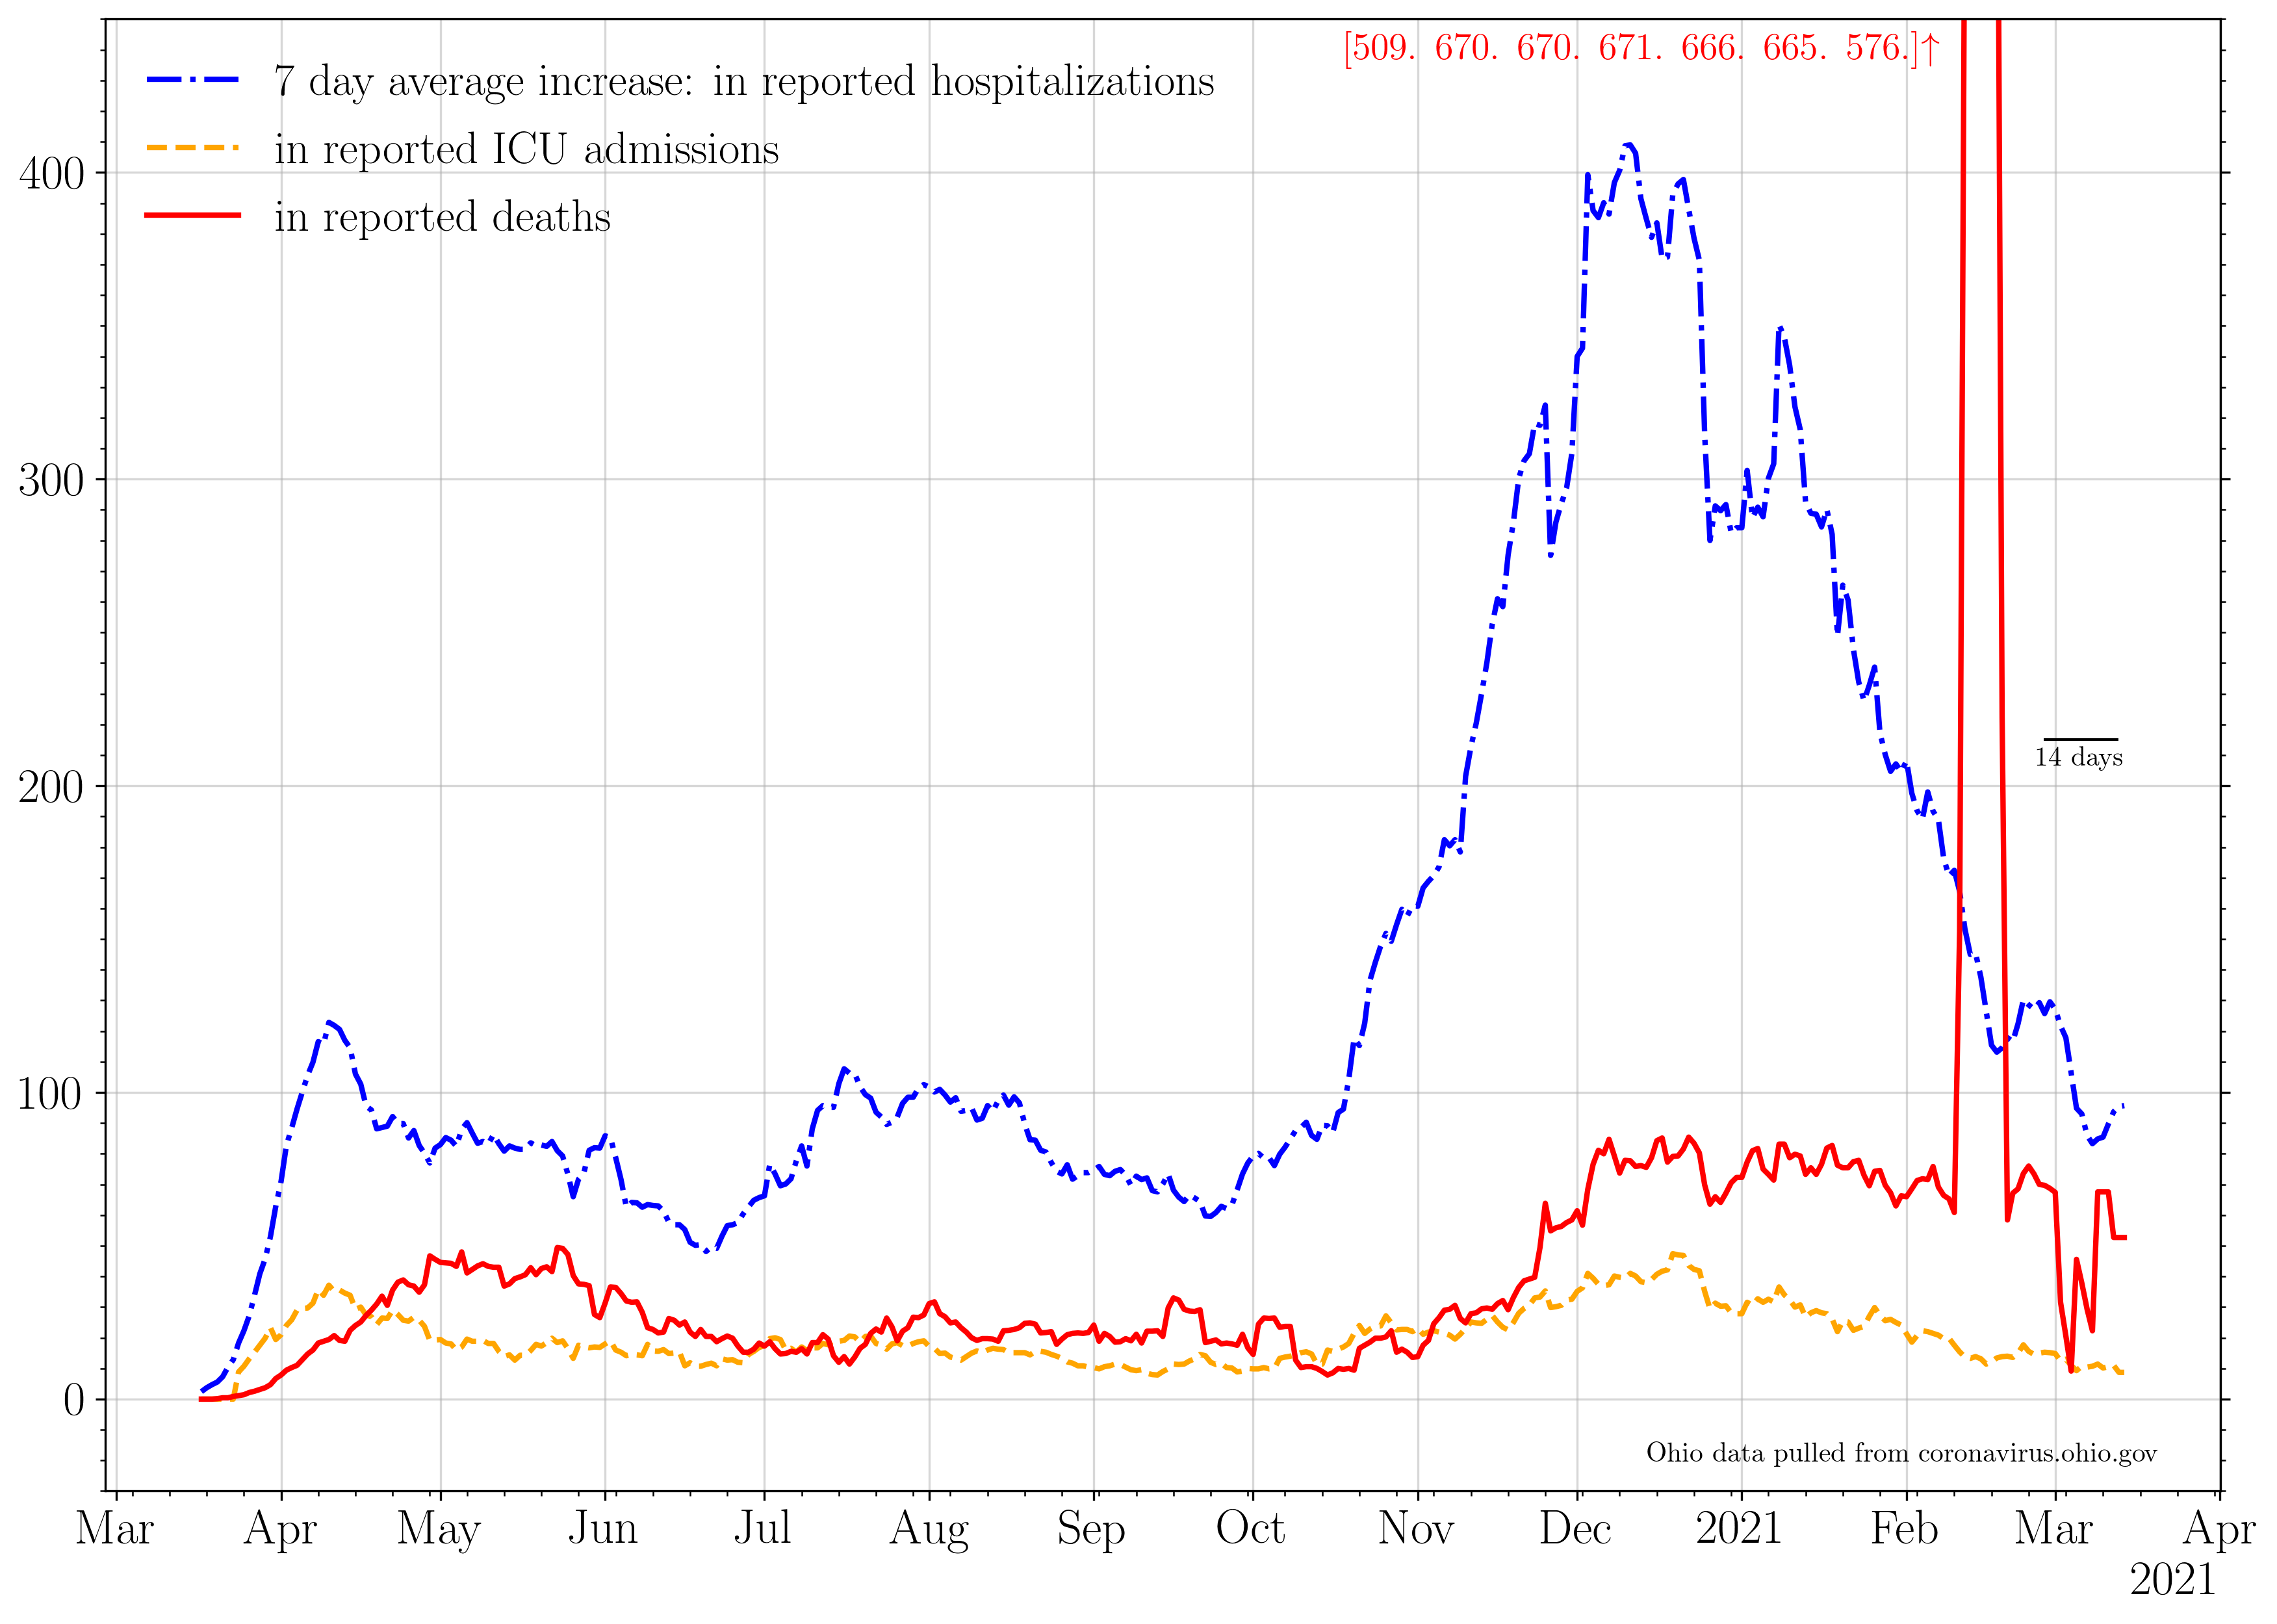 [509. 670. 670. 671. 666. 665. 576.]↑
7 day average increase: in reported hospitalizations
in reported ICU admissions
in reported deaths
400
300
200
100
0
14 days
Ohio data pulled from coronavirus.ohio.gov
Mar Apr May Jun Jul Aug Sep Oct Nov Dec 2021 Feb Mar Apr
2021